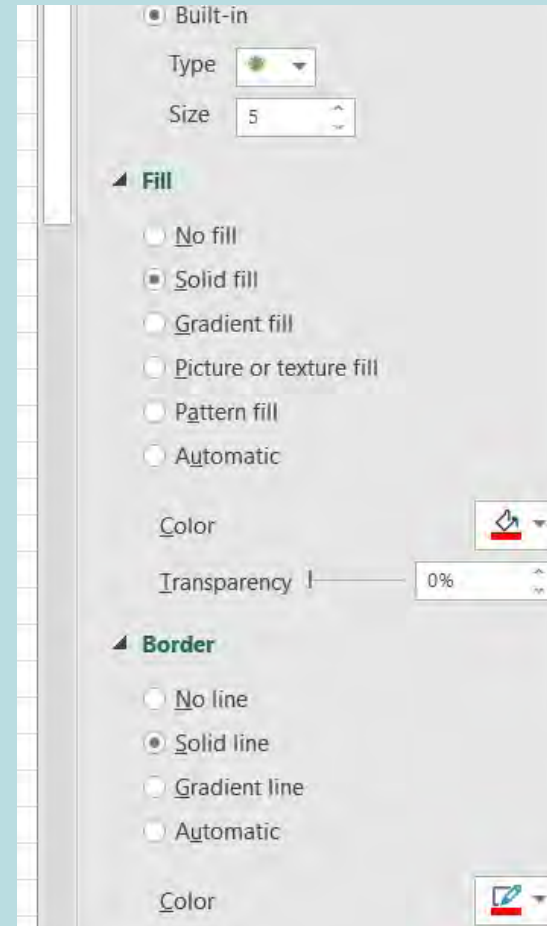 Built-in
Type
Size 5
Fill
No fill
Solid fill
Gradient fill
Picture or texture fill
Pattern fill
Automatic
Color
Transparency 0%
Border
No line
Solid line
Gradient line
Automatic
Color